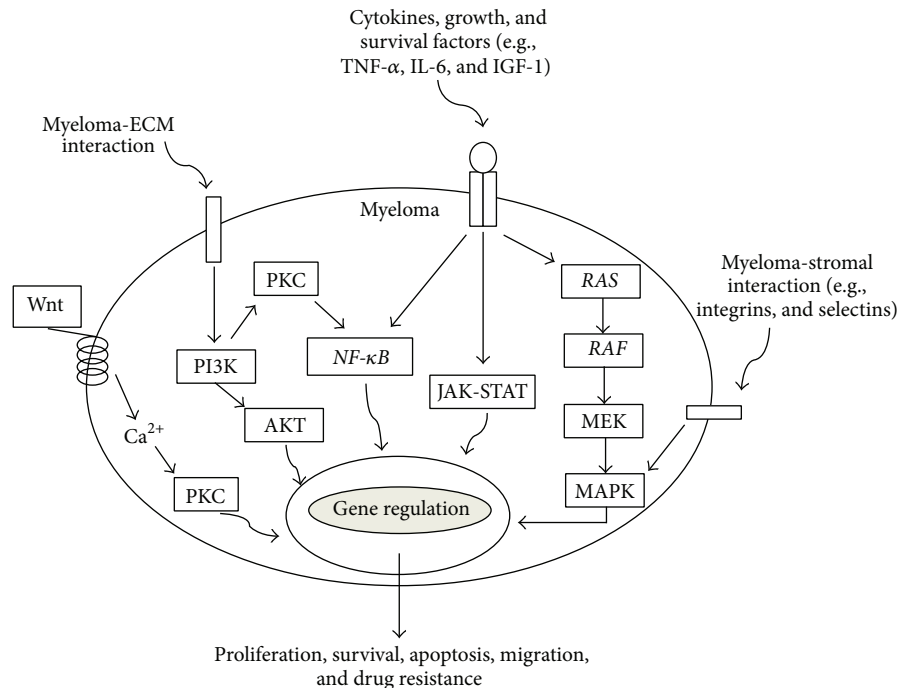 Cytokines, growth, and
survival factors (e.g.,
TNF-α, IL-6, and IGF-1)
Myeloma-ECM
interaction
Myeloma
PKC
RAS
Myeloma-stromal
interaction (e.g.,
integrins, and selectins)
Wnt
NF-κB
RAF
PI3K
JAK-STAT
AKT
MEK
Ca²⁺
PKC
MAPK
Gene regulation
Proliferation, survival, apoptosis, migration,
and drug resistance